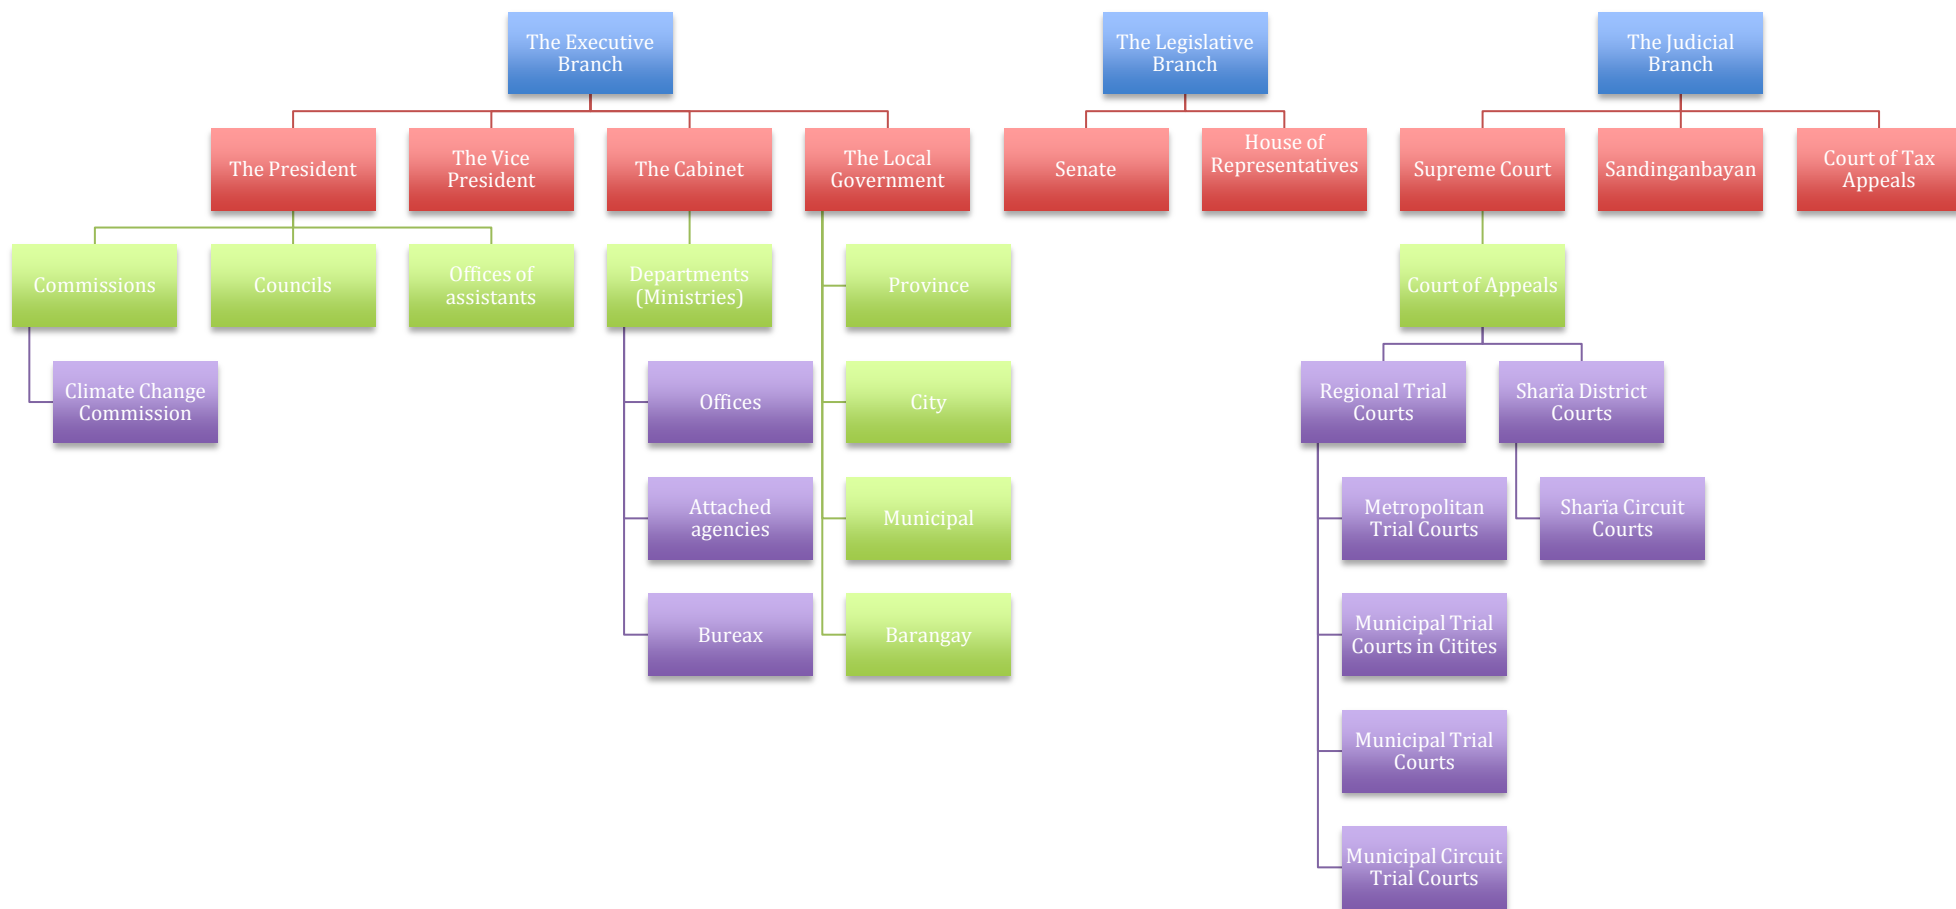 The Executive
Branch
The Legislative
Branch
The Judicial
Branch
The President
The Vice
President
The Cabinet
The Local
Government
Senate
House of
Representatives
Supreme Court
Sandinganbayan
Court of Tax
Appeals
Commissions
Councils
Offices of
assistants
Departments
(Ministries)
Province
Court of Appeals
Climate Change
Commission
Offices
City
Regional Trial
Courts
Sharïa District
Courts
Attached
agencies
Municipal
Metropolitan
Trial Courts
Sharïa Circuit
Courts
Bureax
Barangay
Municipal Trial
Courts in Citites
Municipal Trial
Courts
Municipal Circuit
Trial Courts